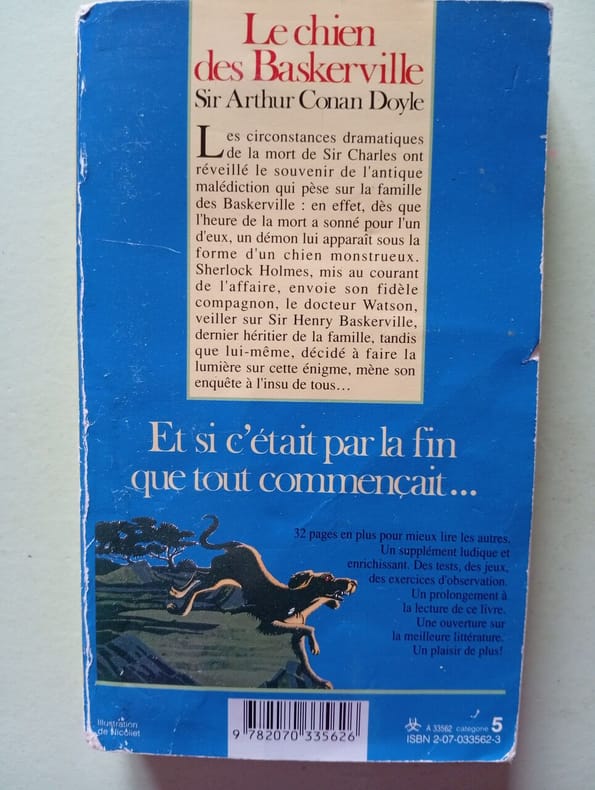 Le chien
des Baskerville
Sir Arthur Conan Doyle
Les circonstances dramatiques
de la mort de Sir Charles ont
réveillé le souvenir de l'antique
malédiction qui pèse sur la famille
des Baskerville : en effet, dès que
l'heure de la mort a sonné pour l'un
d'eux, un démon lui apparaît sous la
forme d'un chien monstrueux.
Sherlock Holmes, mis au courant
de l'affaire, envoie son fidèle
compagnon, le docteur Watson,
veiller sur Sir Henry Baskerville,
dernier héritier de la famille, tandis
que lui-même, décidé à faire la
lumière sur cette énigme, mène son
enquête à l'insu de tous...
Et si c'était par la fin
que tout commençait...
32 pages en plus pour mieux lire les autres.
Un supplément ludique et
enrichissant. Des tests, des jeux,
des exercices d'observation.
Un prolongement à
la lecture de ce livre.
Une ouverture sur
la meilleure littérature.
Un plaisir de plus!
Illustration
de Nicollet
9 782070 335626
A 33562 catégorie 5
ISBN 2-07-033562-3